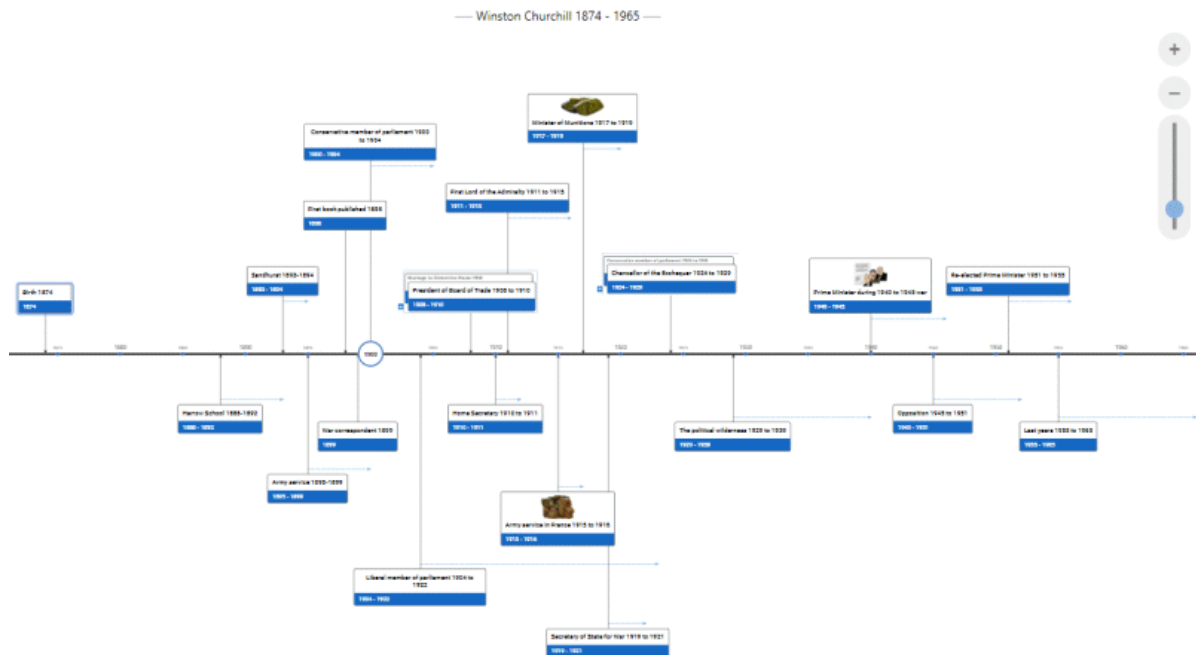 Winston Churchill 1874 - 1965
+
−
Minister of Munitions 1917 to 1919
1917 - 1919
Conservative member of parliament 1900
to 1904
1900 - 1904
First Lord of the Admiralty 1911 to 1915
1911 - 1915
First book published 1898
1898
Sandhurst 1893-1894
1893 - 1894
President of Board of Trade 1908 to 1910
1908 - 1910
Chancellor of the Exchequer 1924 to 1929
1924 - 1929
Prime Minister during 1940 to 1945 war
1940 - 1945
Re-elected Prime Minister 1951 to 1955
1951 - 1955
Birth 1874
1874
1900
Harrow School 1888-1892
1888 - 1892
War correspondent 1899
1899
Home Secretary 1910 to 1911
1910 - 1911
The political wilderness 1929 to 1939
1929 - 1939
Opposition 1945 to 1951
1945 - 1951
Last years 1955 to 1965
1955 - 1965
Army service 1895-1899
1895 - 1899
Army service in France 1915 to 1916
1915 - 1916
Liberal member of parliament 1904 to
1922
1904 - 1922
Secretary of State for War 1919 to 1921
1919 - 1921